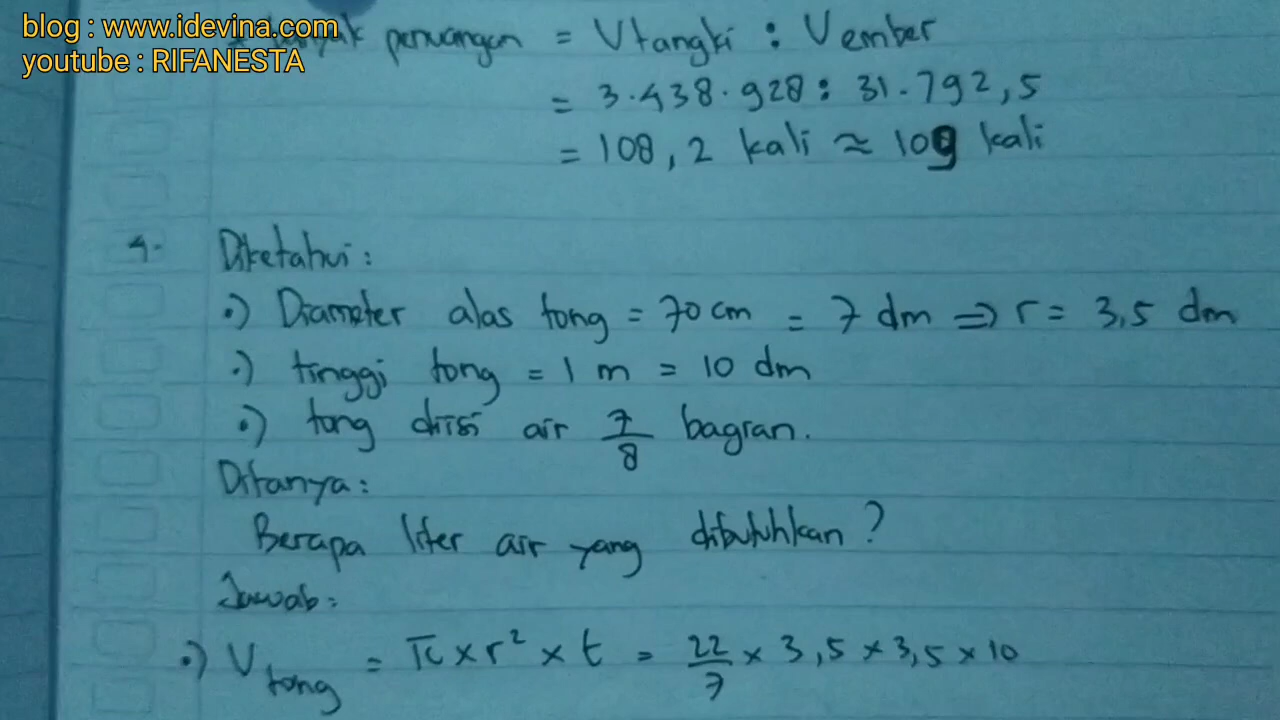 blog : www.idevina.com
youtube : RIFANESTA
penuangan = Vtangki : Vember
= 3.438.928 : 31.792,5
= 108,2 kali ≈ 109 kali
4. Diketahui :
•) Diameter alas tong = 70 cm = 7 dm ⇒ r = 3,5 dm
•) tinggi tong = 1 m = 10 dm
•) tong diisi air 7/8 bagian.
Ditanya :
Berapa liter air yang dibutuhkan ?
Jawab :
•) V tong = π × r² × t = 22/7 × 3,5 × 3,5 × 10